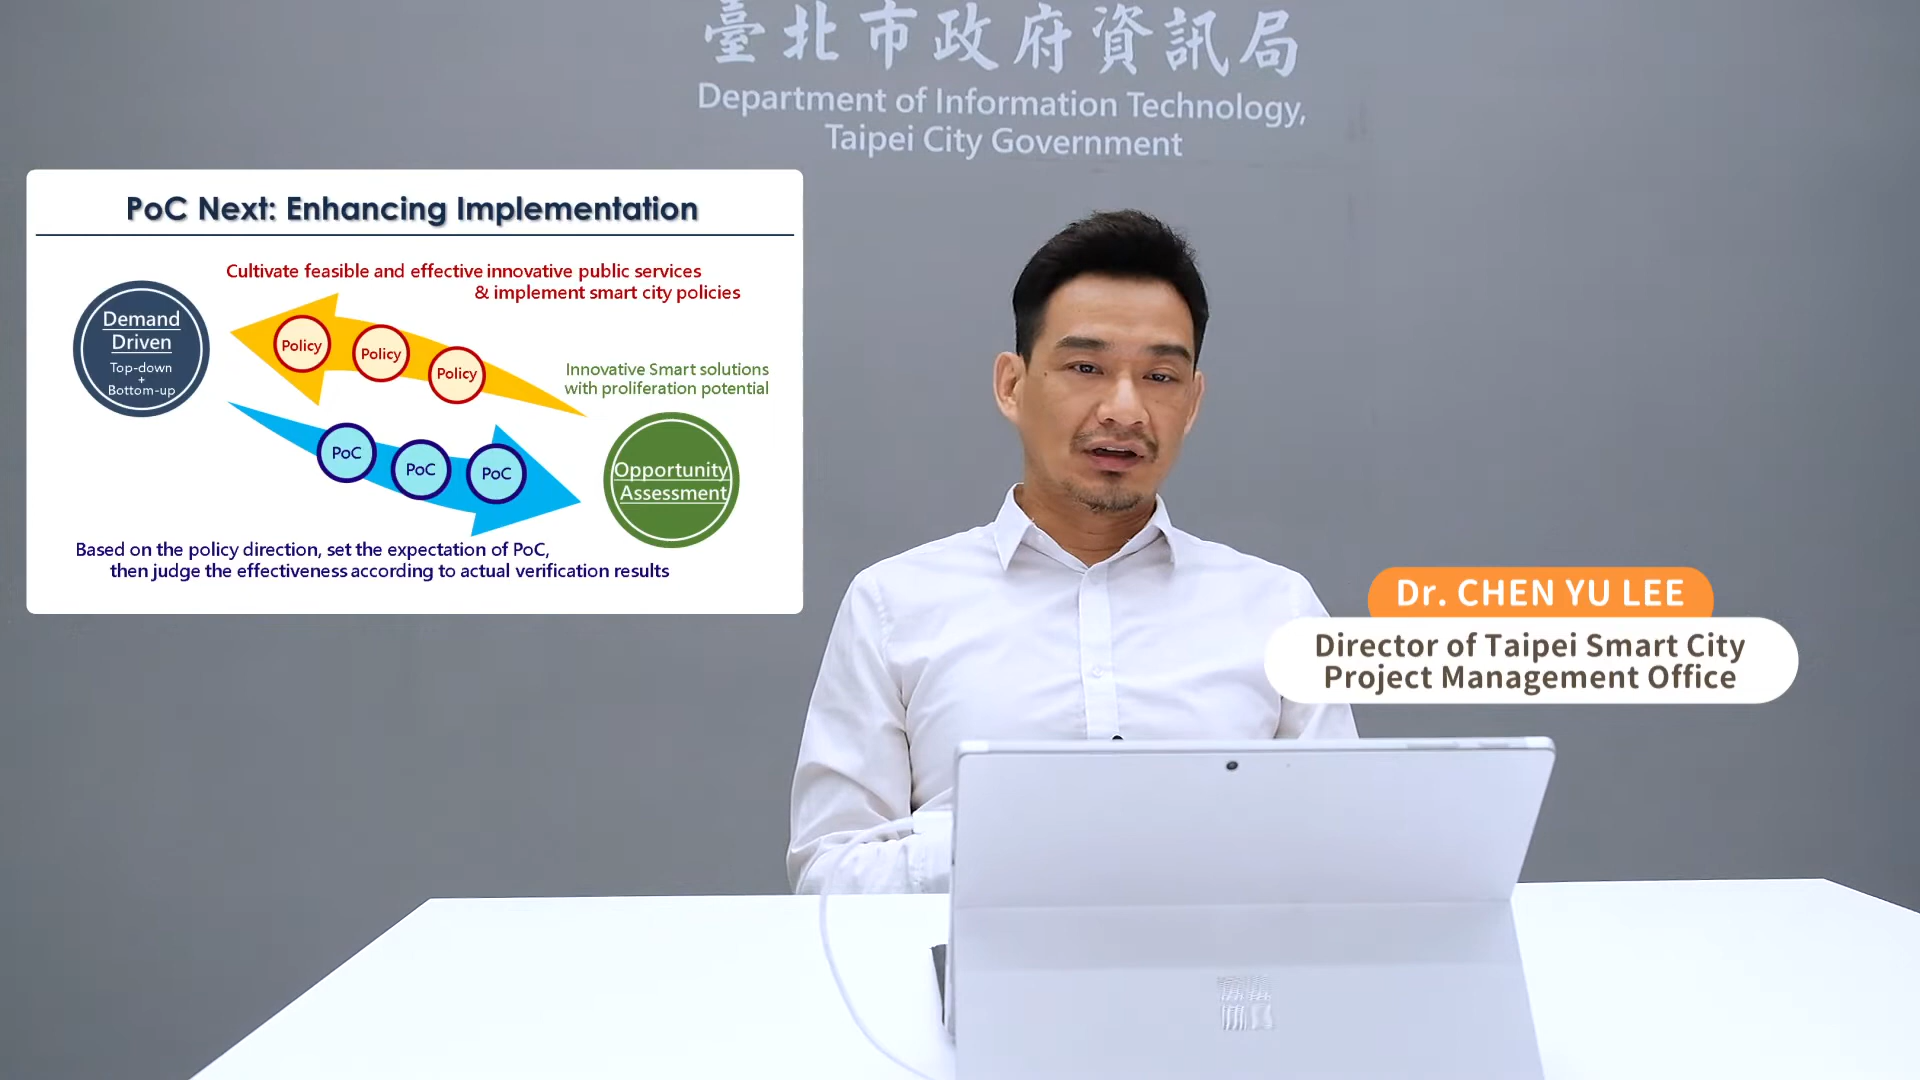 臺北市政府資訊局
Department of Information Technology,
Taipei City Government
PoC Next: Enhancing Implementation
Cultivate feasible and effective innovative public services
& implement smart city policies
Demand
Driven
Top-down
+
Bottom-up
Policy
Policy
Policy
Innovative Smart solutions
with proliferation potential
PoC
PoC
PoC
Opportunity
Assessment
Based on the policy direction, set the expectation of PoC,
then judge the effectiveness according to actual verification results
Dr. CHEN YU LEE
Director of Taipei Smart City
Project Management Office